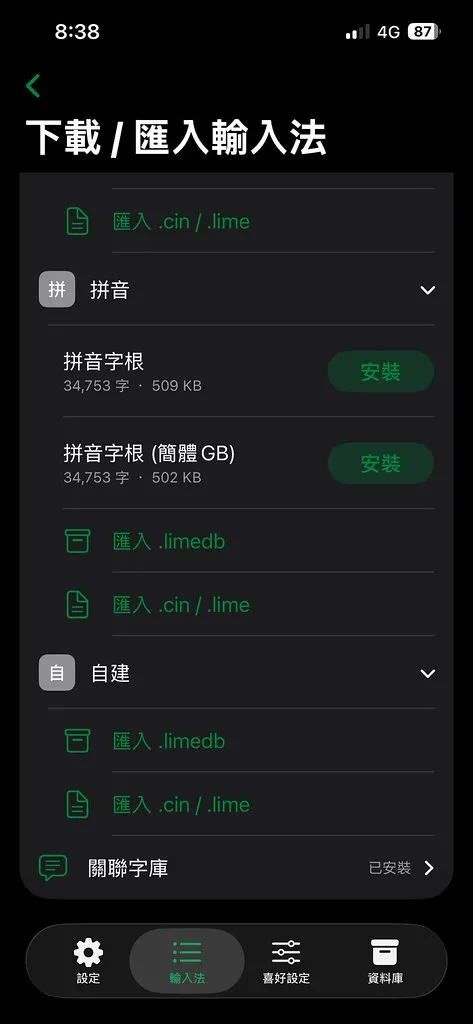 8:38
4G 87
下載 / 匯入輸入法
匯入 .cin / .lime
拼 拼音
拼音字根
34,753 字 · 509 KB
安裝
拼音字根 (簡體 GB)
34,753 字 · 502 KB
安裝
匯入 .limedb
匯入 .cin / .lime
自 自建
匯入 .limedb
匯入 .cin / .lime
關聯字庫 已安裝
設定 輸入法 喜好設定 資料庫